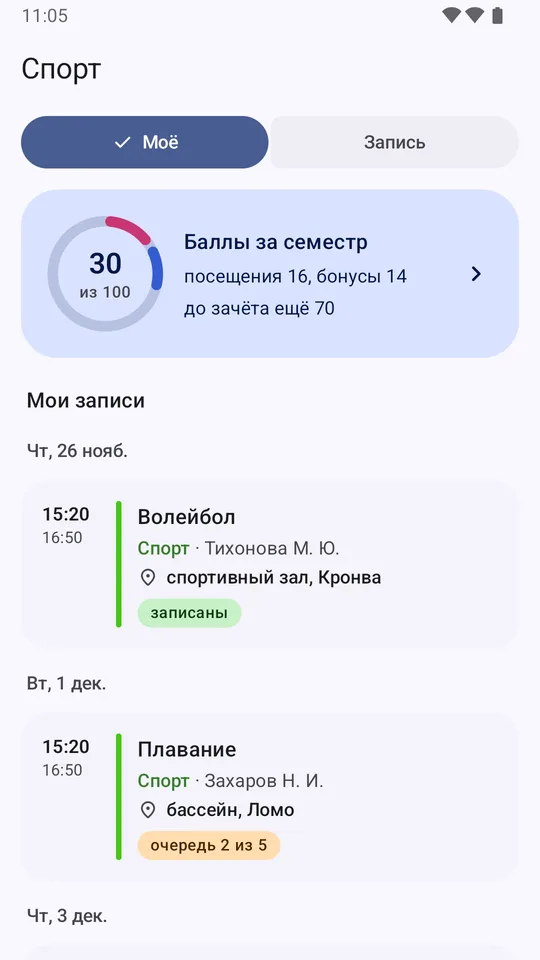 11:05
Спорт
Моё
Запись
30
из 100
Баллы за семестр
посещения 16, бонусы 14
до зачёта ещё 70
Мои записи
Чт, 26 нояб.
15:20
16:50
Волейбол
Спорт · Тихонова М. Ю.
спортивный зал, Кронва
записаны
Вт, 1 дек.
15:20
16:50
Плавание
Спорт · Захаров Н. И.
бассейн, Ломо
очередь 2 из 5
Чт, 3 дек.